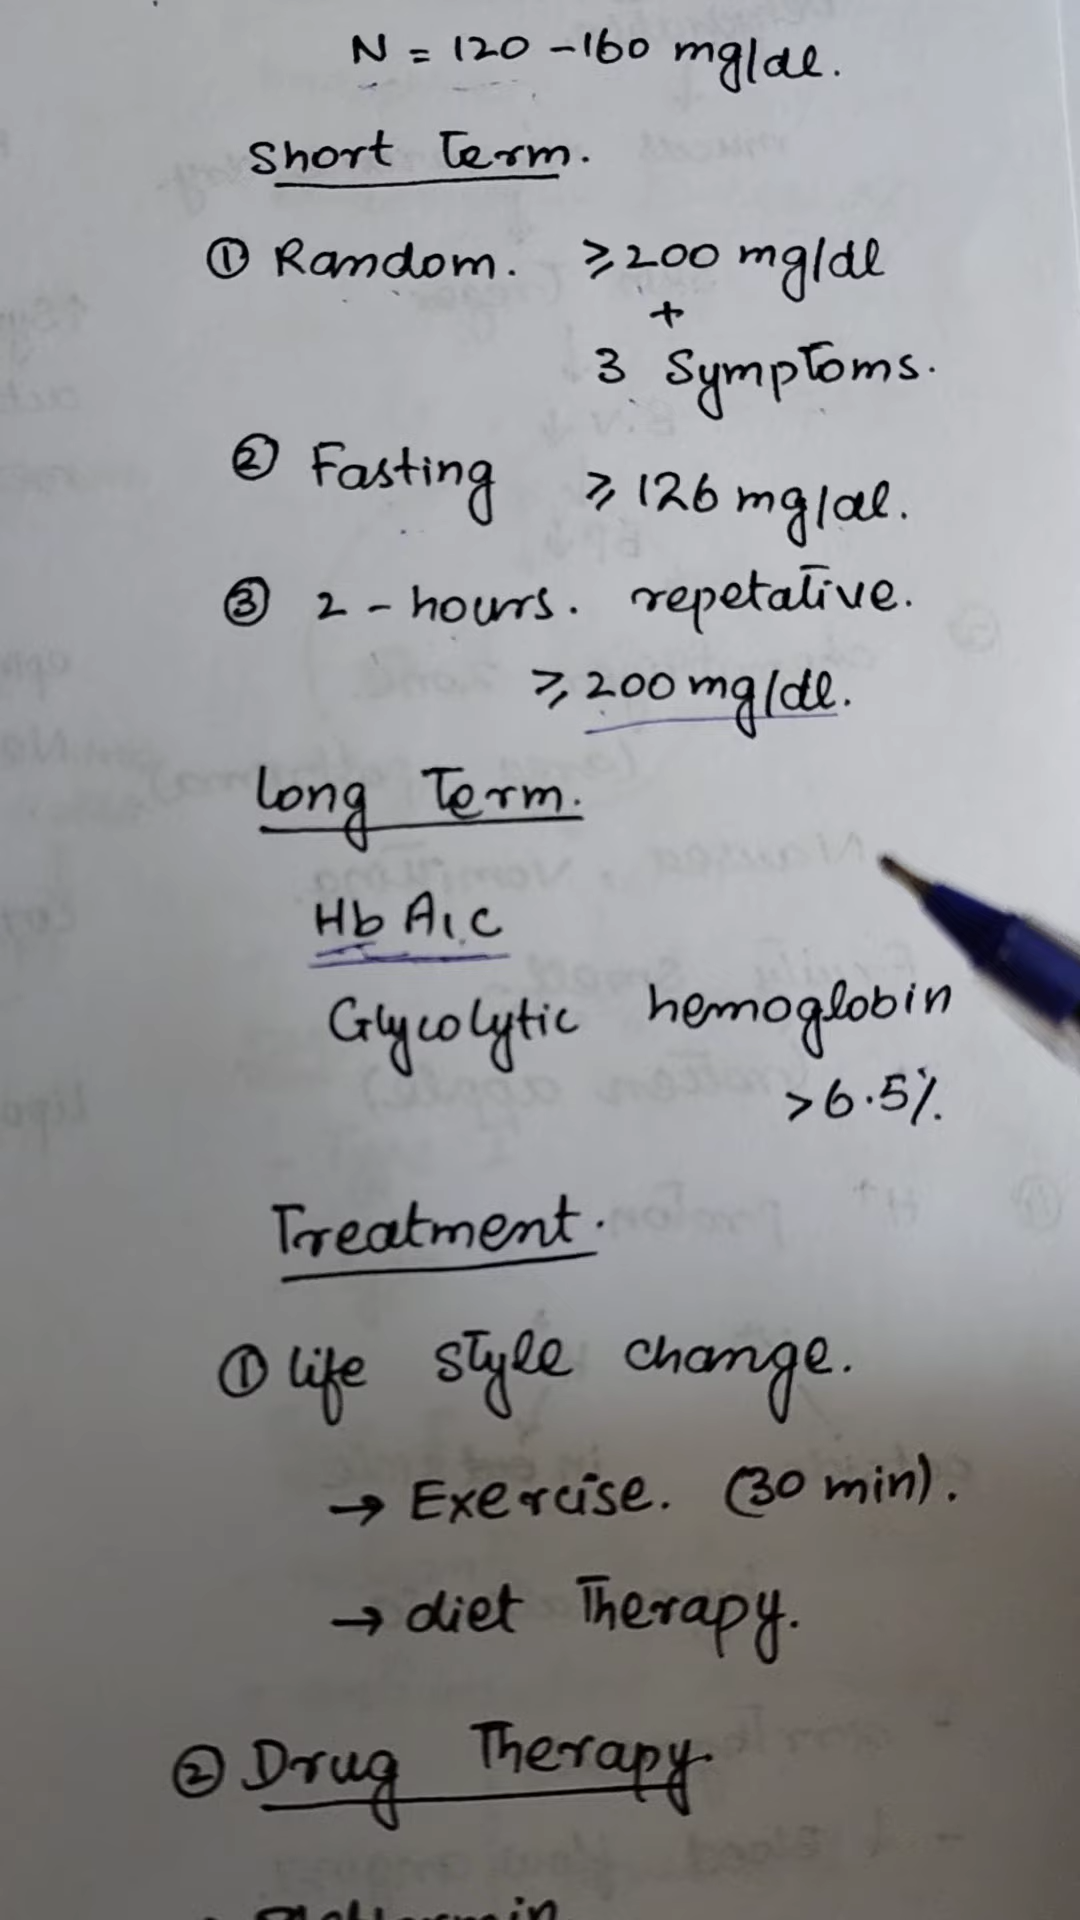 N = 120 - 160 mg/dl.
Short Term.
① Random. ≥200 mg/dl
+
3 Symptoms.
② Fasting ≥ 126 mg/dl.
③ 2 - hours. repetative.
≥ 200 mg/dl.
Long Term.
HbA1C
Glycolytic hemoglobin
>6.5%.
Treatment.
① life style change.
→ Exercise. (30 min).
→ diet Therapy.
② Drug Therapy.